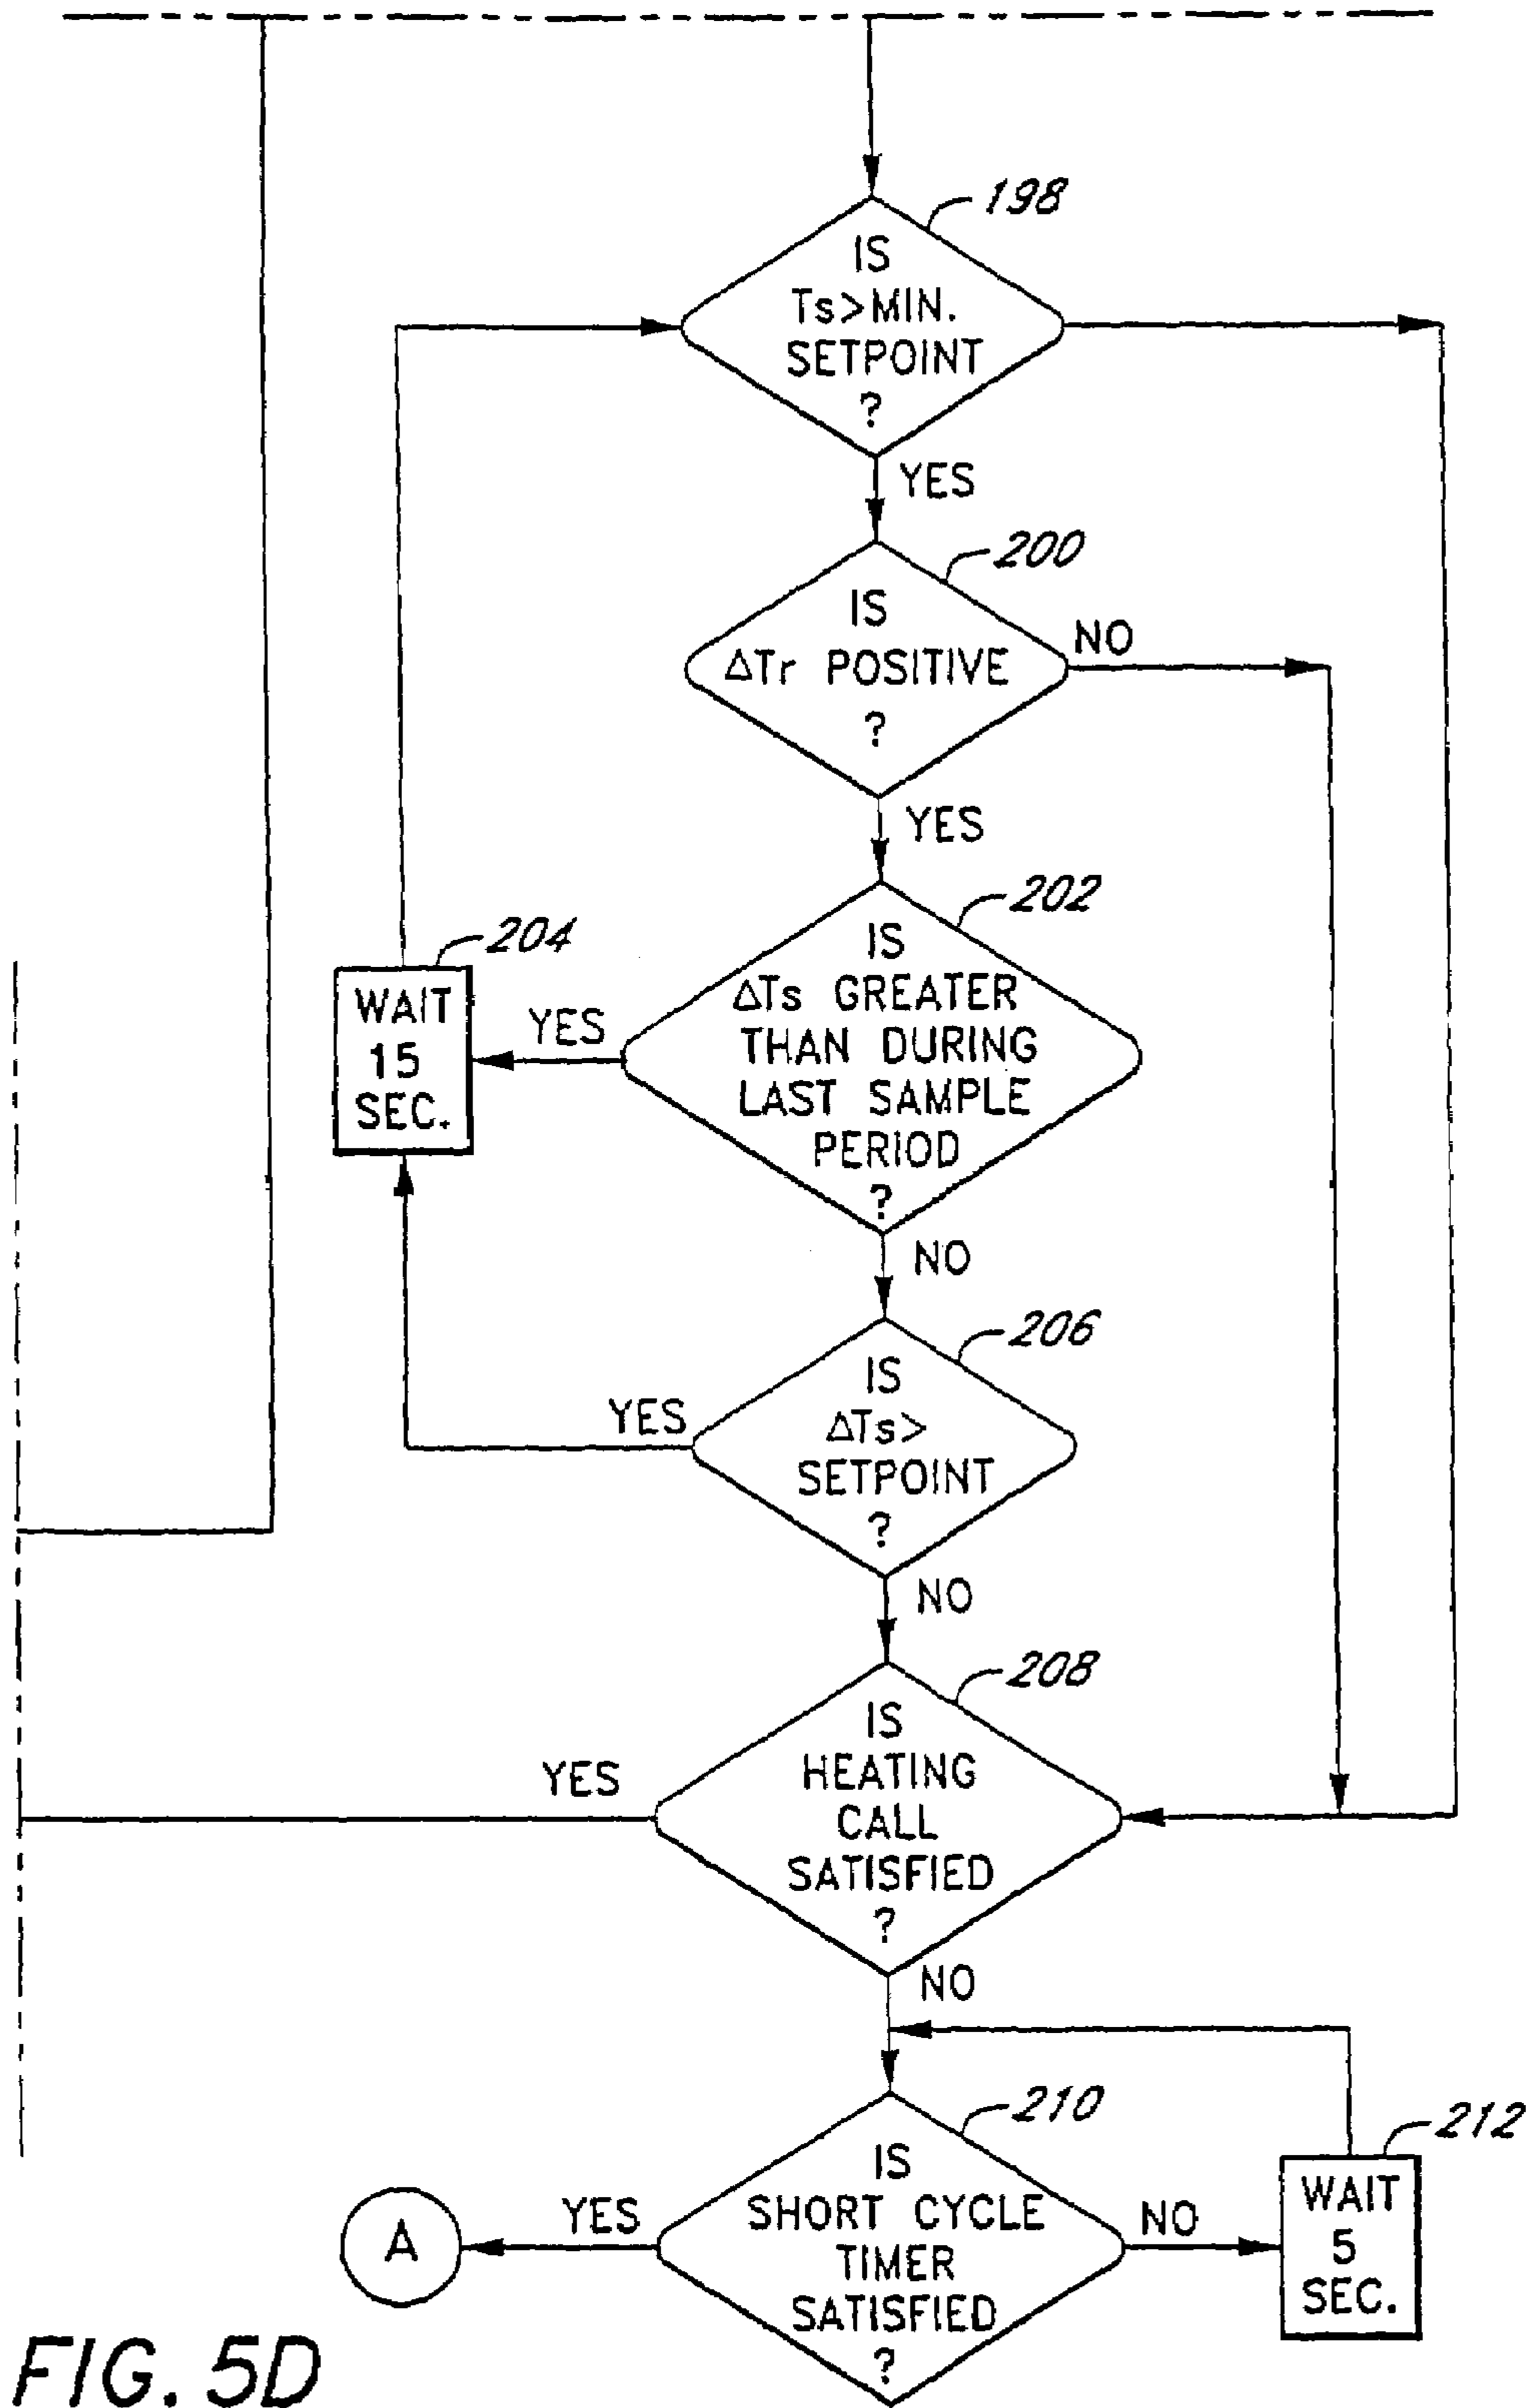 198
IS
Ts>MIN.
SETPOINT
?
YES
200
IS
ΔTr POSITIVE
?
NO
YES
202
IS
ΔTs GREATER
THAN DURING
LAST SAMPLE
PERIOD
?
YES
204
WAIT
15
SEC.
NO
206
IS
ΔTs>
SETPOINT
?
YES
NO
208
IS
HEATING
CALL
SATISFIED
?
YES
NO
210
IS
SHORT CYCLE
TIMER
SATISFIED
?
YES
A
NO
212
WAIT
5
SEC.
FIG. 5D